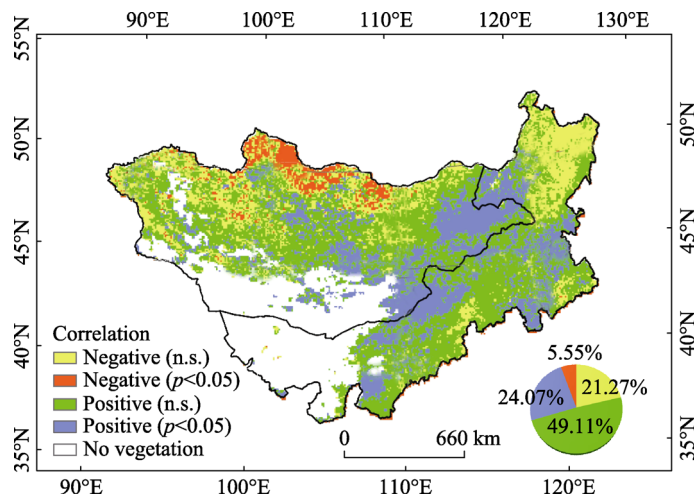 90°E 100°E 110°E 120°E 130°E
55°N
50°N
45°N
40°N
35°N
50°N
45°N
40°N
35°N
Correlation
Negative (n.s.)
Negative (p<0.05)
Positive (n.s.)
Positive (p<0.05)
No vegetation
0 660 km
5.55%
21.27%
24.07%
49.11%
90°E 100°E 110°E 120°E